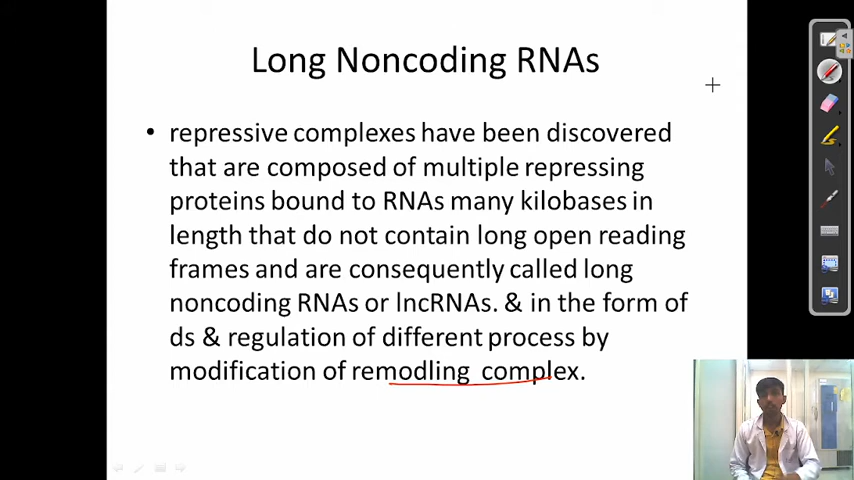 Long Noncoding RNAs
• repressive complexes have been discovered
that are composed of multiple repressing
proteins bound to RNAs many kilobases in
length that do not contain long open reading
frames and are consequently called long
noncoding RNAs or lncRNAs. & in the form of
ds & regulation of different process by
modification of remodling complex.